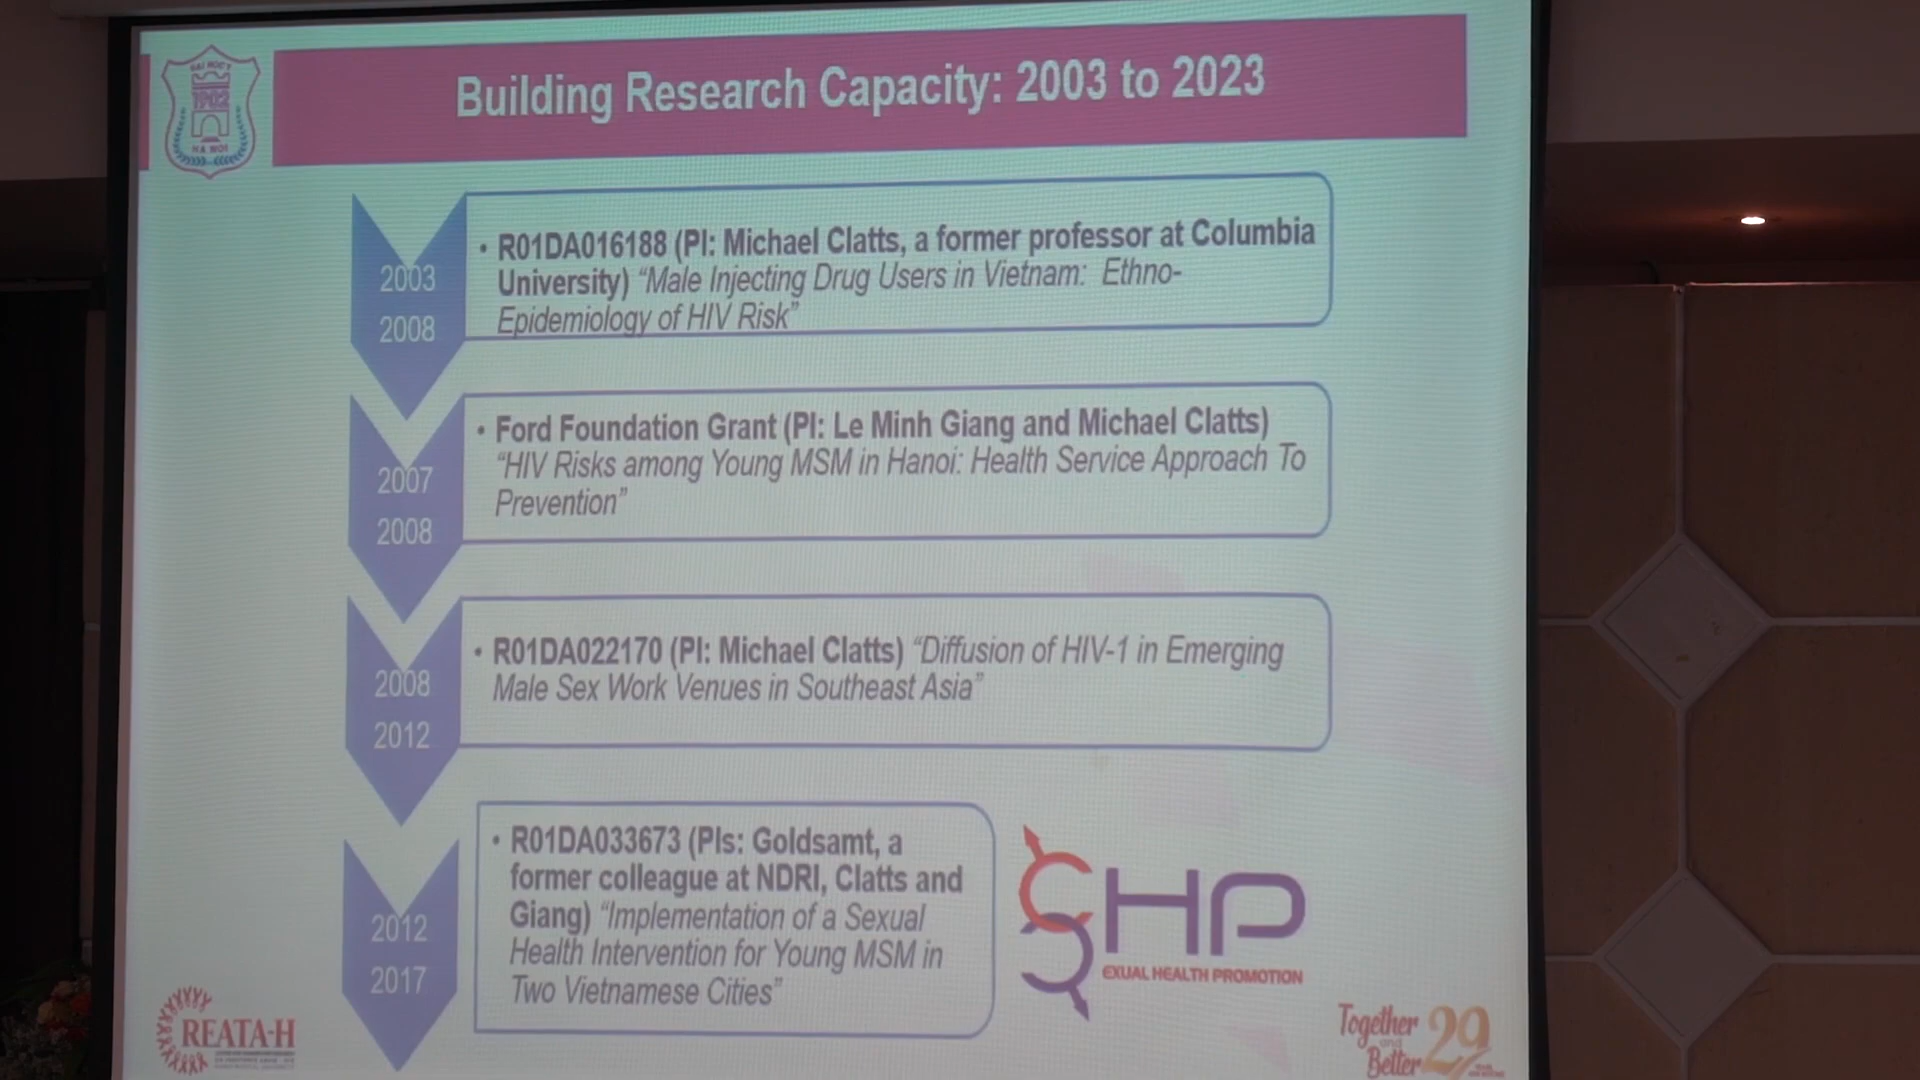 Building Research Capacity: 2003 to 2023
HA NOI
2003
2008
• R01DA016188 (PI: Michael Clatts, a former professor at Columbia
University) “Male Injecting Drug Users in Vietnam: Ethno-
Epidemiology of HIV Risk”
2007
2008
• Ford Foundation Grant (PI: Le Minh Giang and Michael Clatts)
“HIV Risks among Young MSM in Hanoi: Health Service Approach To
Prevention”
2008
2012
• R01DA022170 (PI: Michael Clatts) “Diffusion of HIV-1 in Emerging
Male Sex Work Venues in Southeast Asia”
2012
2017
• R01DA033673 (PIs: Goldsamt, a
former colleague at NDRI, Clatts and
Giang) “Implementation of a Sexual
Health Intervention for Young MSM in
Two Vietnamese Cities”
SHP
EXUAL HEALTH PROMOTION
REATA-H
Together
and
Better
29